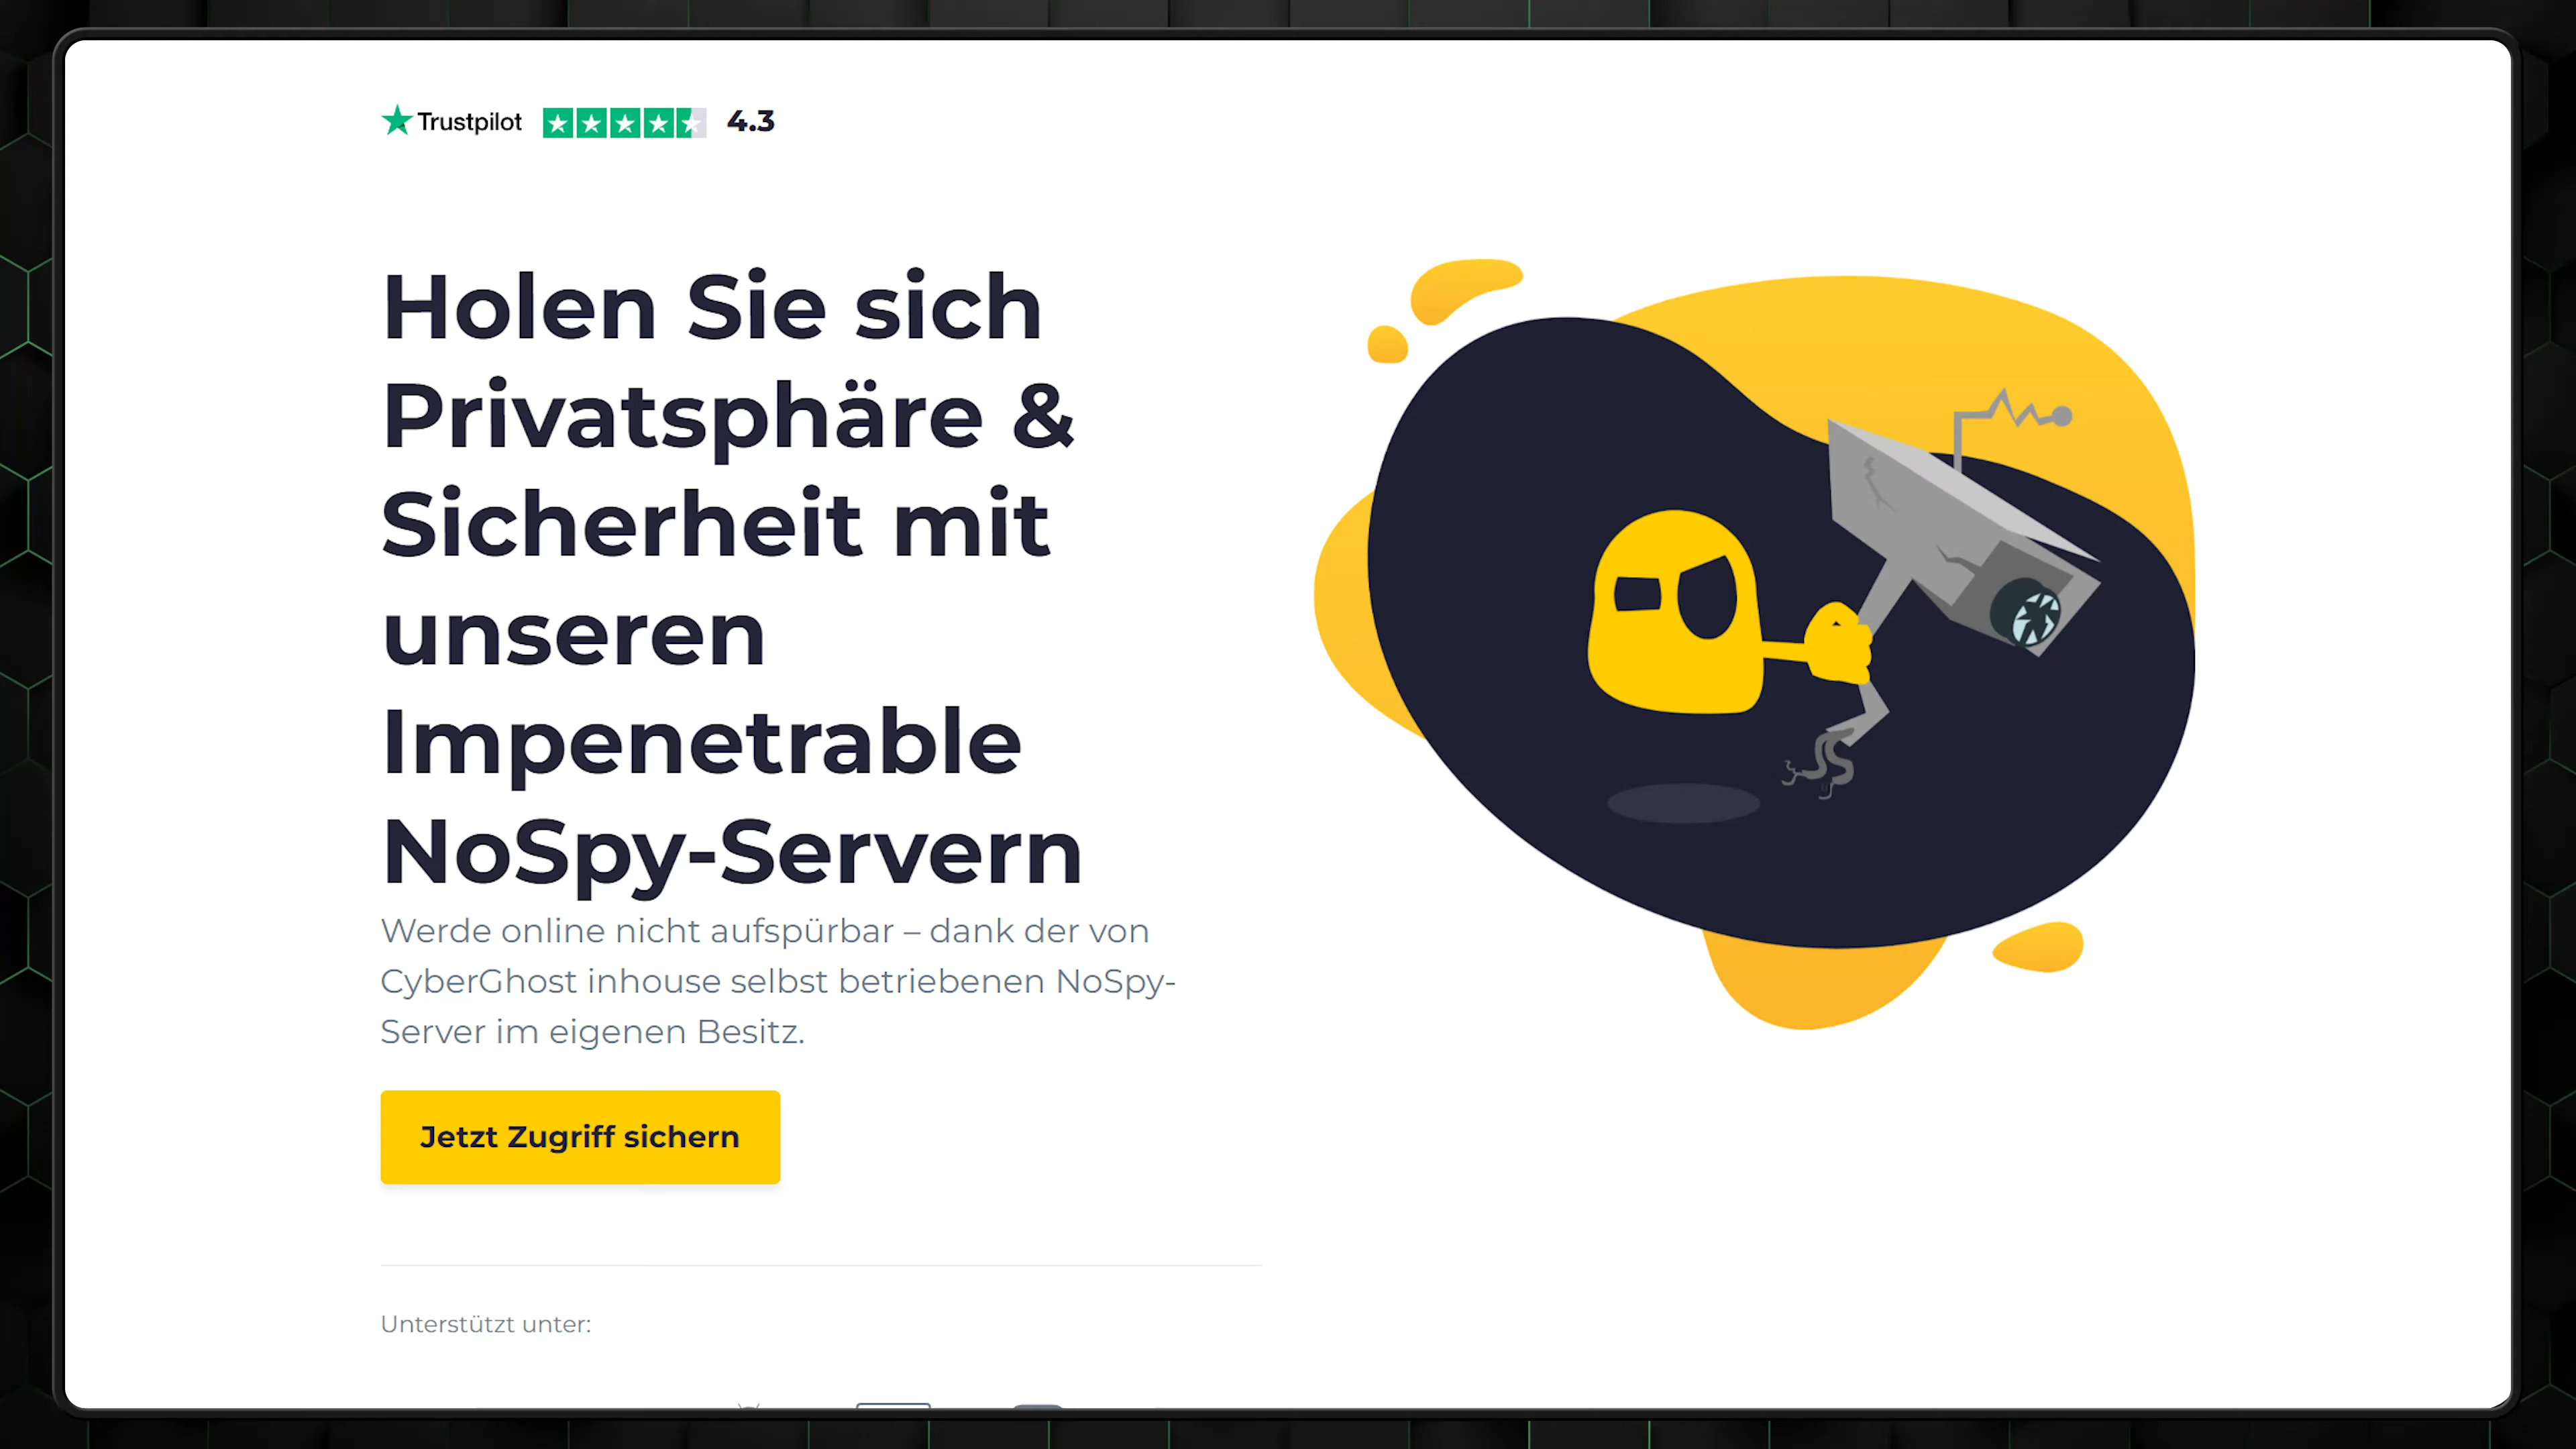 Trustpilot 4.3
Holen Sie sich
Privatsphäre &
Sicherheit mit
unseren
Impenetrable
NoSpy-Servern
Werde online nicht aufspürbar – dank der von
CyberGhost inhouse selbst betriebenen NoSpy-
Server im eigenen Besitz.
Jetzt Zugriff sichern
Unterstützt unter: